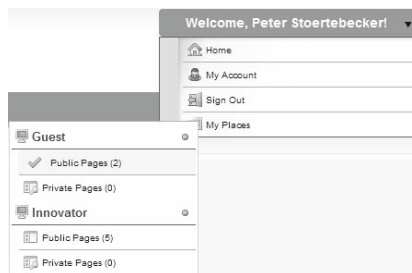 Welcome, Peter Stoertebecker!
Home
My Account
Sign Out
My Places
Guest
Public Pages (2)
Private Pages (0)
Innovator
Public Pages (5)
Private Pages (0)